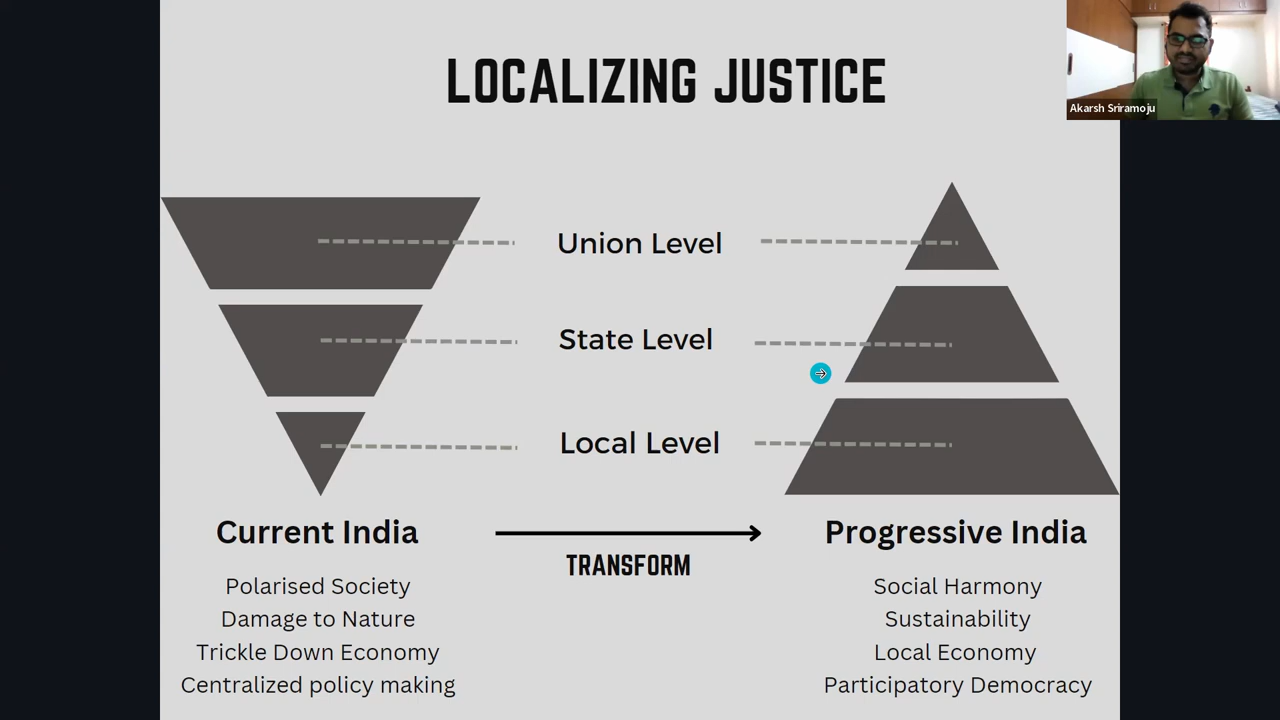 LOCALIZING JUSTICE
Akarsh Sriramoju
Union Level
State Level
Local Level
Current India
TRANSFORM
Progressive India
Polarised Society
Damage to Nature
Trickle Down Economy
Centralized policy making
Social Harmony
Sustainability
Local Economy
Participatory Democracy